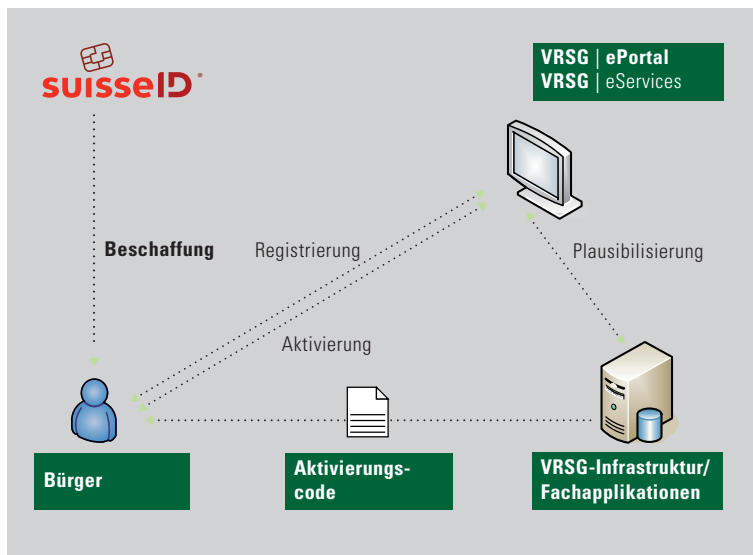 suisseID
VRSG | ePortal
VRSG | eServices
Beschaffung
Registrierung
Plausibilisierung
Aktivierung
Bürger
Aktivierungs-
code
VRSG-Infrastruktur/
Fachapplikationen